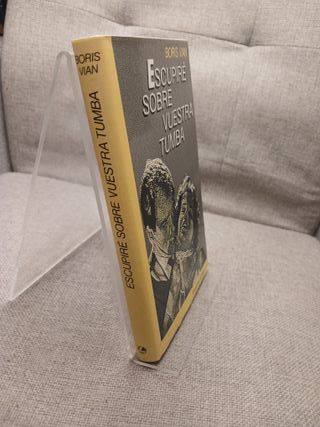 BORIS
VIAN
ESCUPIRÉ SOBRE VUESTRA TUMBA
BORIS VIAN
ESCUPIRÉ
SOBRE
VUESTRA
TUMBA